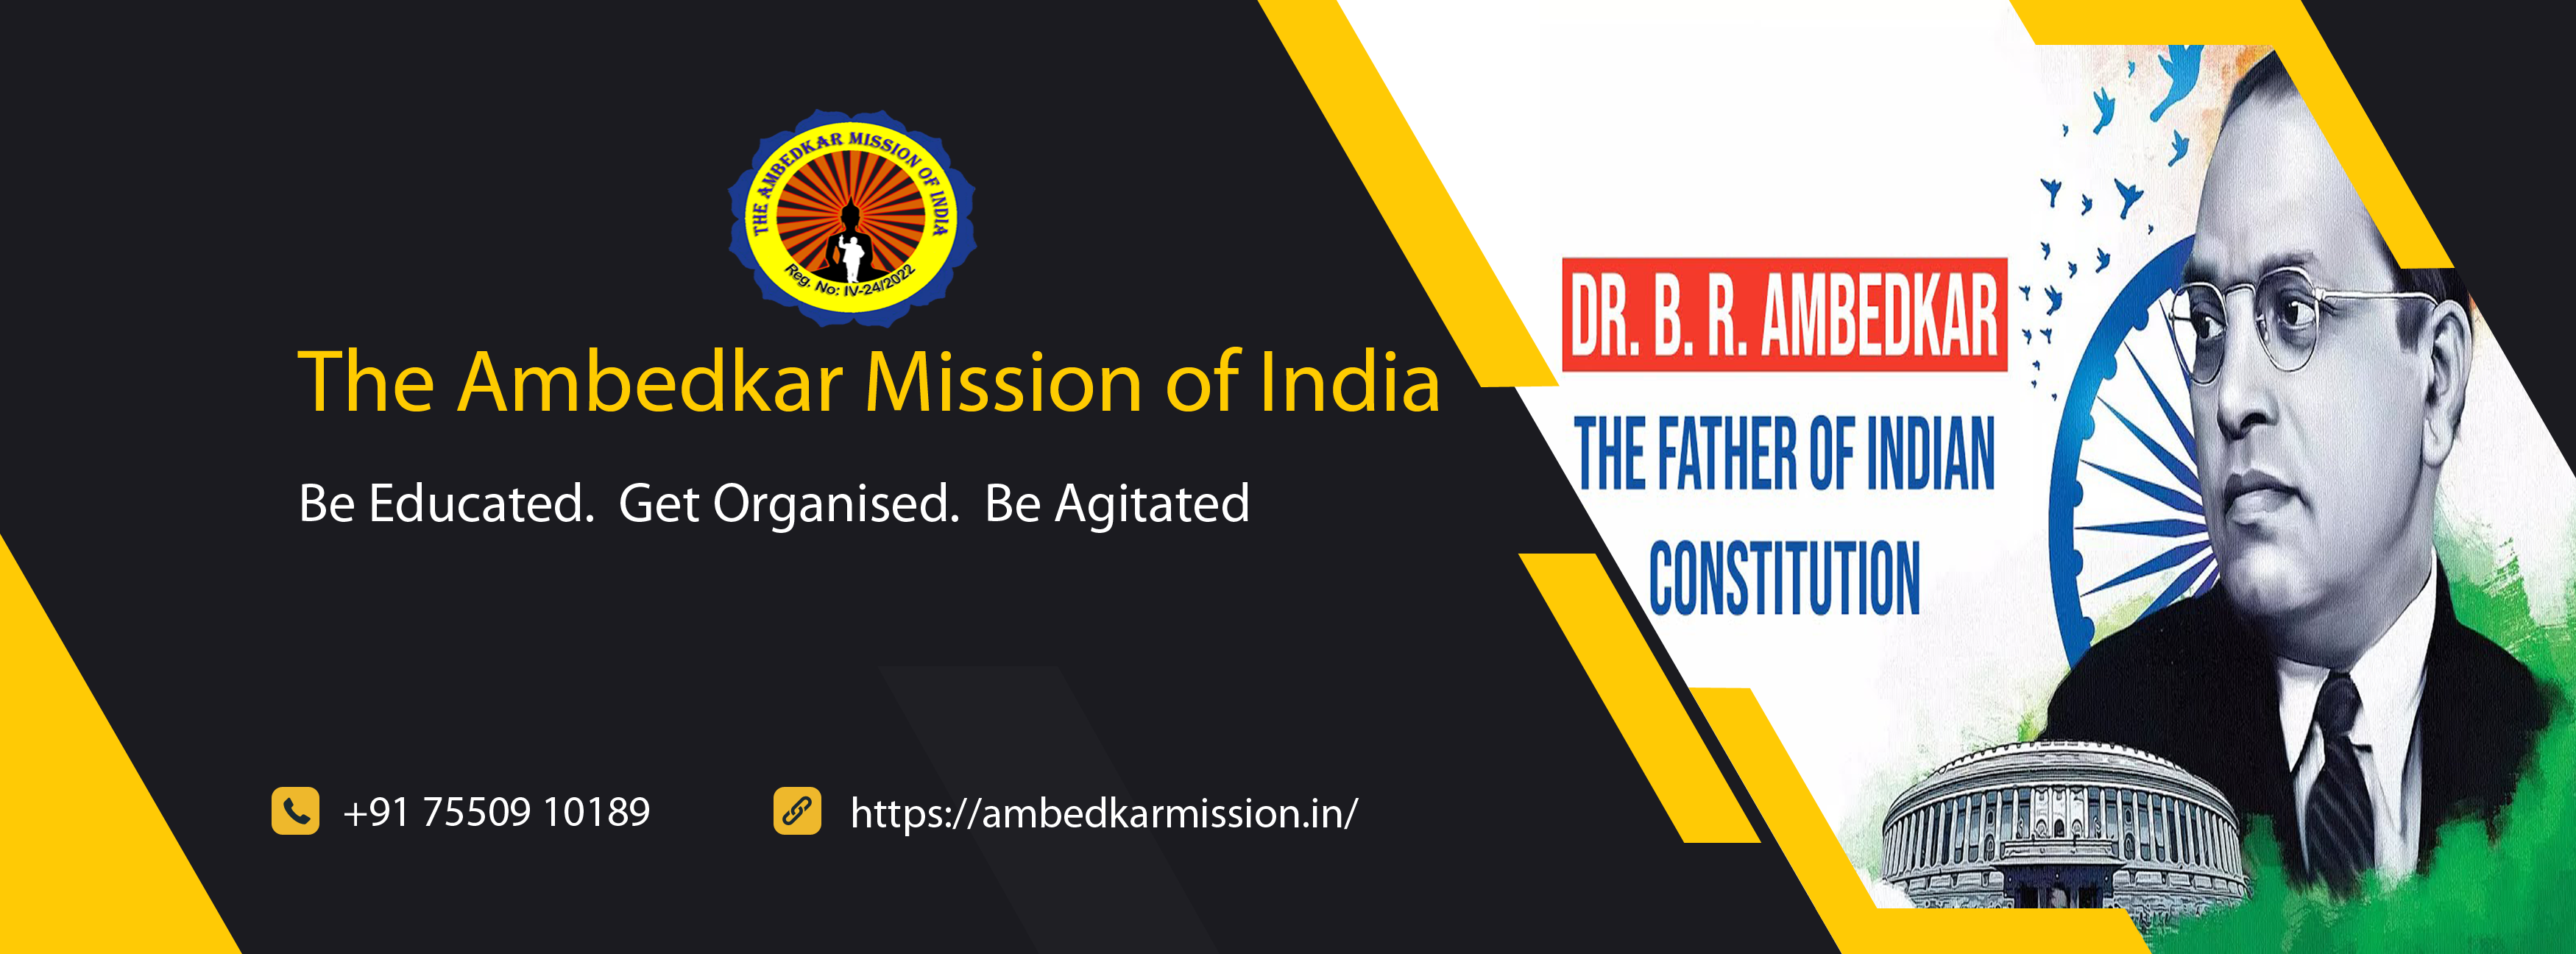 THE AMBEDKAR MISSION OF INDIA
Reg. No: IV-24/2022
The Ambedkar Mission of India
Be Educated. Get Organised. Be Agitated
+91 75509 10189
https://ambedkarmission.in/
DR. B. R. AMBEDKAR
THE FATHER OF INDIAN
CONSTITUTION